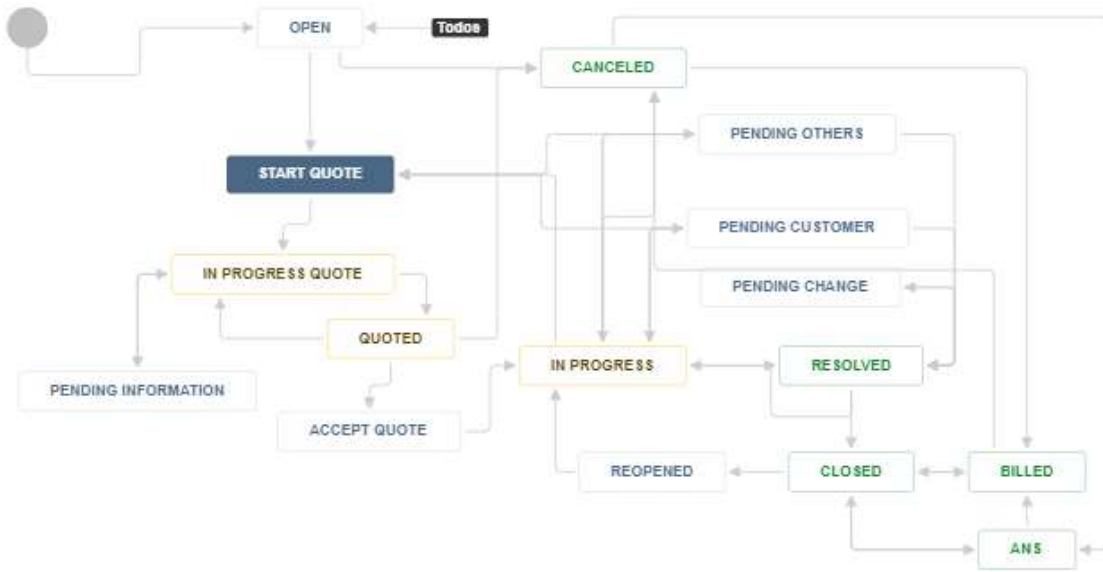 OPEN
Todos
CANCELED
PENDING OTHERS
START QUOTE
PENDING CUSTOMER
IN PROGRESS QUOTE
PENDING CHANGE
QUOTED
IN PROGRESS
RESOLVED
PENDING INFORMATION
ACCEPT QUOTE
REOPENED
CLOSED
BILLED
ANS